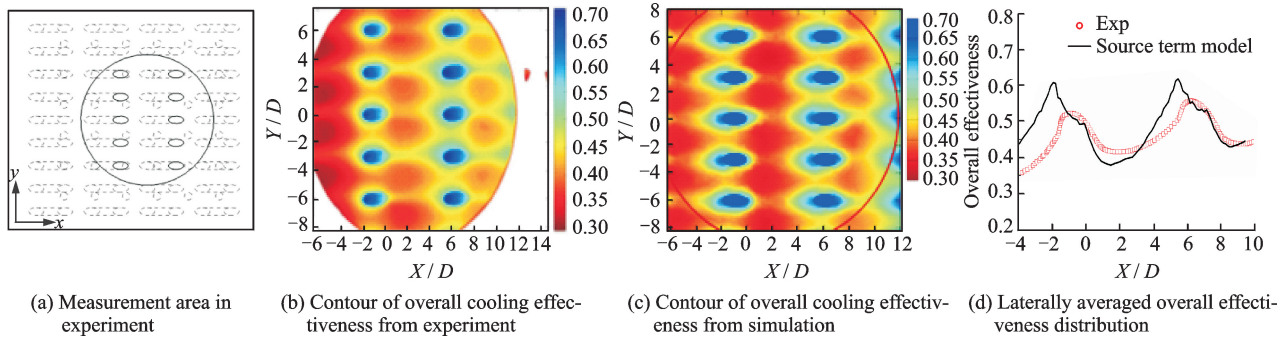 y
x
(a) Measurement area in
experiment
8
6
4
2
0
−2
−4
−6
−8
Y / D
−6 −4 −2 0 2 4 6 8 10 12 14
X / D
0.70
0.65
0.60
0.55
0.50
0.45
0.40
0.35
0.30
(b) Contour of overall cooling effec-
tiveness from experiment
8
6
4
2
0
−2
−4
−6
−8
Y / D
−6 −4 −2 0 2 4 6 8 10 12
X / D
0.70
0.65
0.60
0.55
0.50
0.45
0.40
0.35
0.30
(c) Contour of overall cooling effectiv-
eness from simulation
Overall effectiveness
0.8
0.7
0.6
0.5
0.4
0.3
0.2
Exp
Source term model
−4 −2 0 2 4 6 8 10
X / D
(d) Laterally averaged overall effecti-
veness distribution